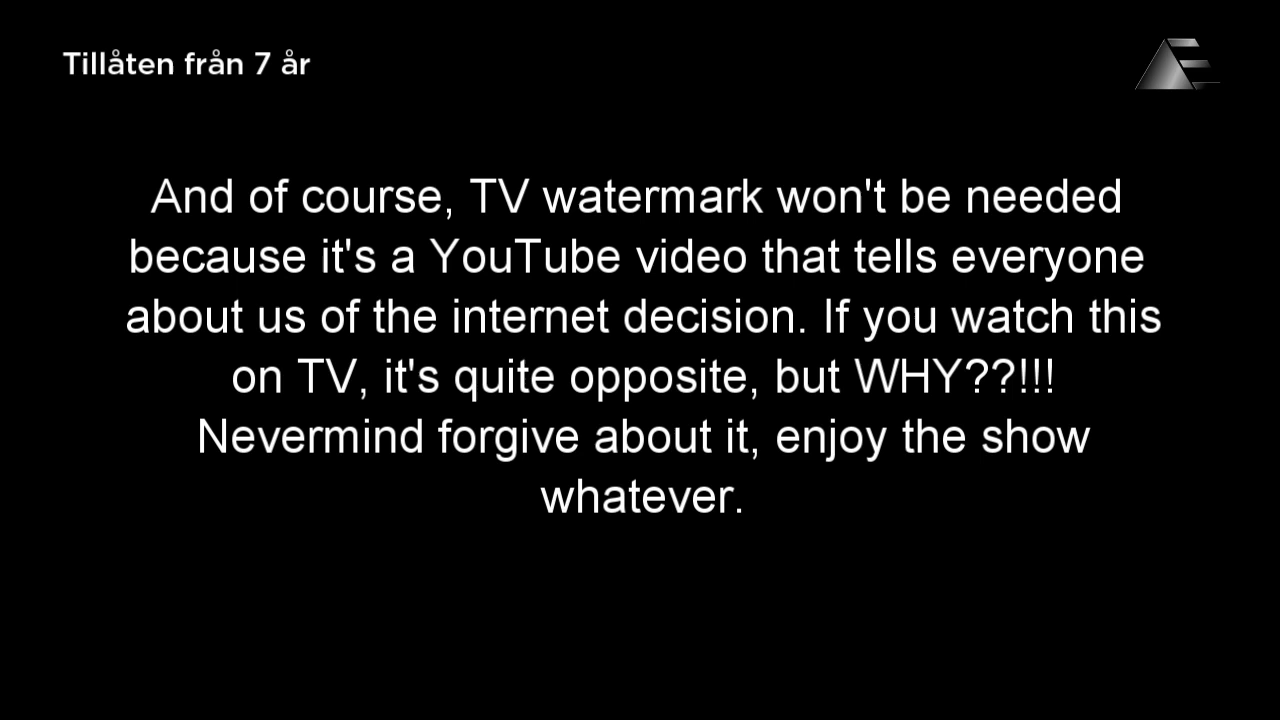 Tillåten från 7 år
And of course, TV watermark won't be needed
because it's a YouTube video that tells everyone
about us of the internet decision. If you watch this
on TV, it's quite opposite, but WHY??!!!
Nevermind forgive about it, enjoy the show
whatever.